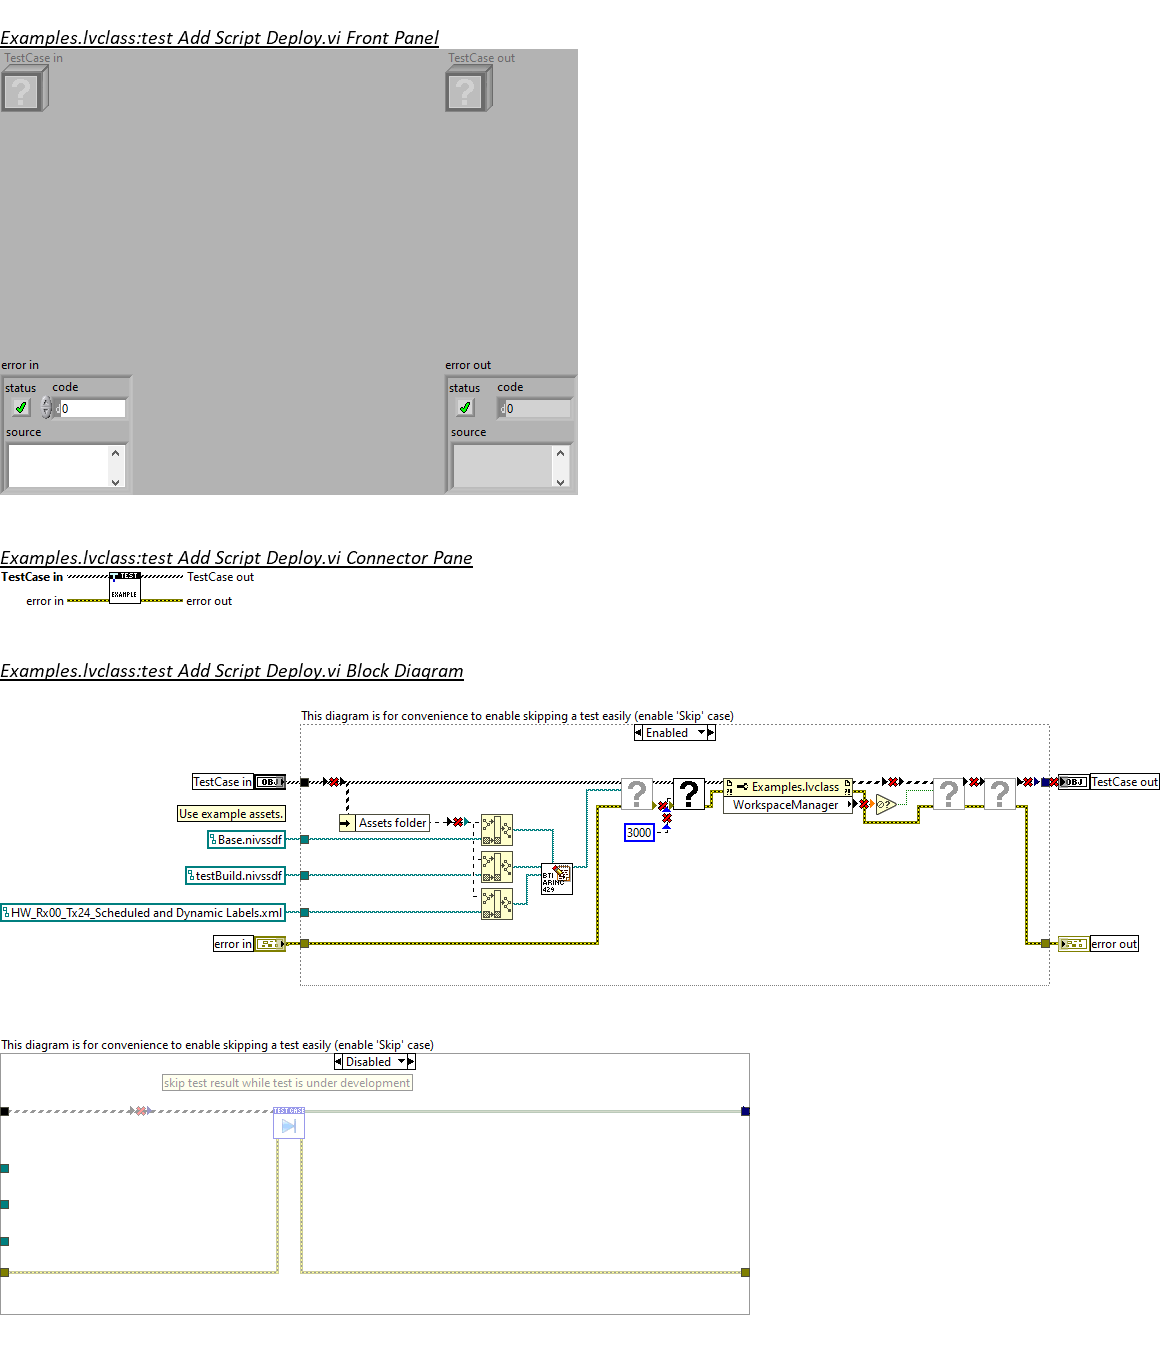 Examples.lvclass:test Add Script Deploy.vi Front Panel
TestCase in
TestCase out
error in
error out
status
code
status
code
0
0
source
source
Examples.lvclass:test Add Script Deploy.vi Connector Pane
TestCase in
TestCase out
TEST
EXAMPLE
error in
error out
Examples.lvclass:test Add Script Deploy.vi Block Diagram
This diagram is for convenience to enable skipping a test easily (enable 'Skip' case)
Enabled
TestCase in
OBJ
Examples.lvclass
WorkspaceManager
OBJ
TestCase out
Use example assets.
Assets folder
3000
Base.nivssdf
testBuild.nivssdf
BTI
ARINC
429
HW_Rx00_Tx24_Scheduled and Dynamic Labels.xml
error in
error out
This diagram is for convenience to enable skipping a test easily (enable 'Skip' case)
Disabled
skip test result while test is under development
TEST CASE